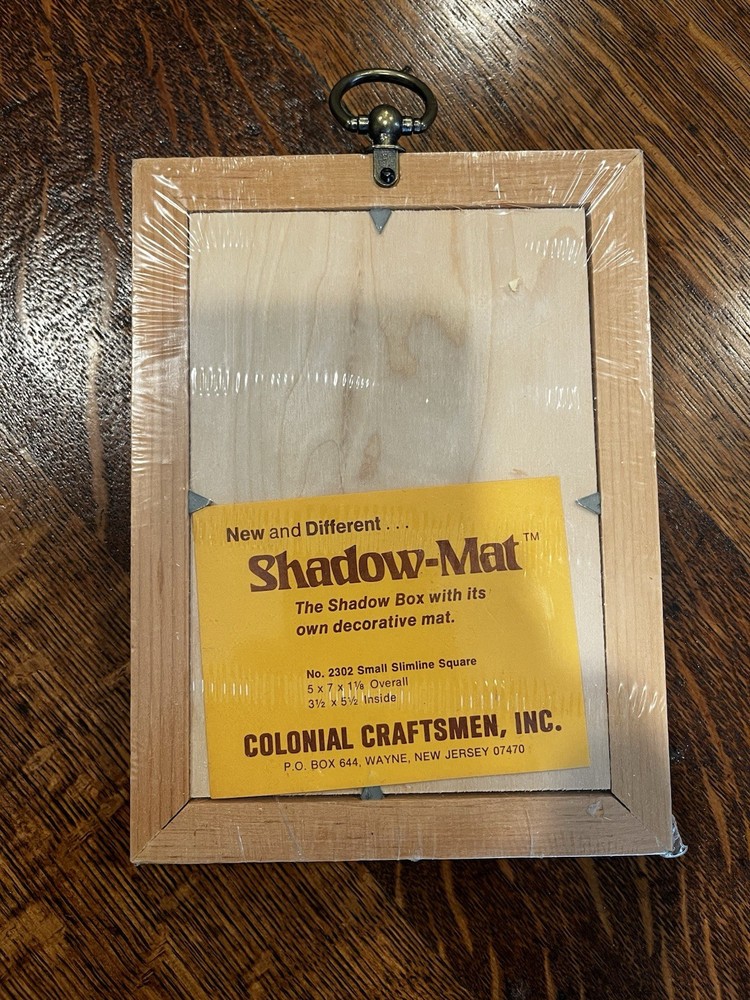 New and Different . . .
Shadow-Mat™
The Shadow Box with its
own decorative mat.
No. 2302 Small Slimline Square
5 x 7 x 1⅛ Overall
3½ x 5½ Inside
COLONIAL CRAFTSMEN, INC.
P.O. BOX 644, WAYNE, NEW JERSEY 07470